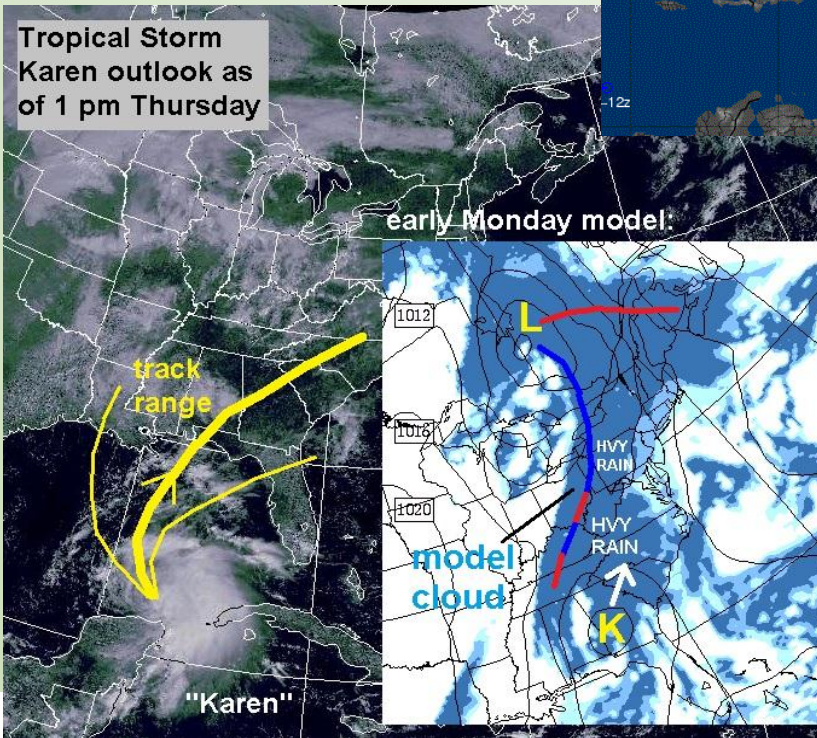 Tropical Storm
Karen outlook as
of 1 pm Thursday
-12z
early Monday model:
1012
L
track
range
1018
HVY
RAIN
1020
HVY
RAIN
model
cloud
K
"Karen"